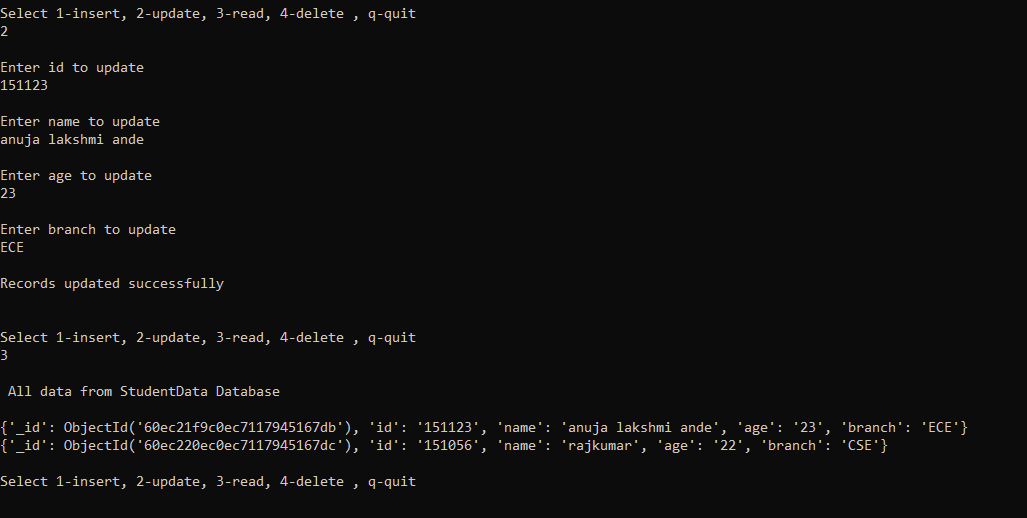 Select 1-insert, 2-update, 3-read, 4-delete , q-quit
2
Enter id to update
151123
Enter name to update
anuja lakshmi ande
Enter age to update
23
Enter branch to update
ECE
Records updated successfully
Select 1-insert, 2-update, 3-read, 4-delete , q-quit
3
All data from StudentData Database
{'_id': ObjectId('60ec21f9c0ec7117945167db'), 'id': '151123', 'name': 'anuja lakshmi ande', 'age': '23', 'branch': 'ECE'}
{'_id': ObjectId('60ec220ec0ec7117945167dc'), 'id': '151056', 'name': 'rajkumar', 'age': '22', 'branch': 'CSE'}
Select 1-insert, 2-update, 3-read, 4-delete , q-quit